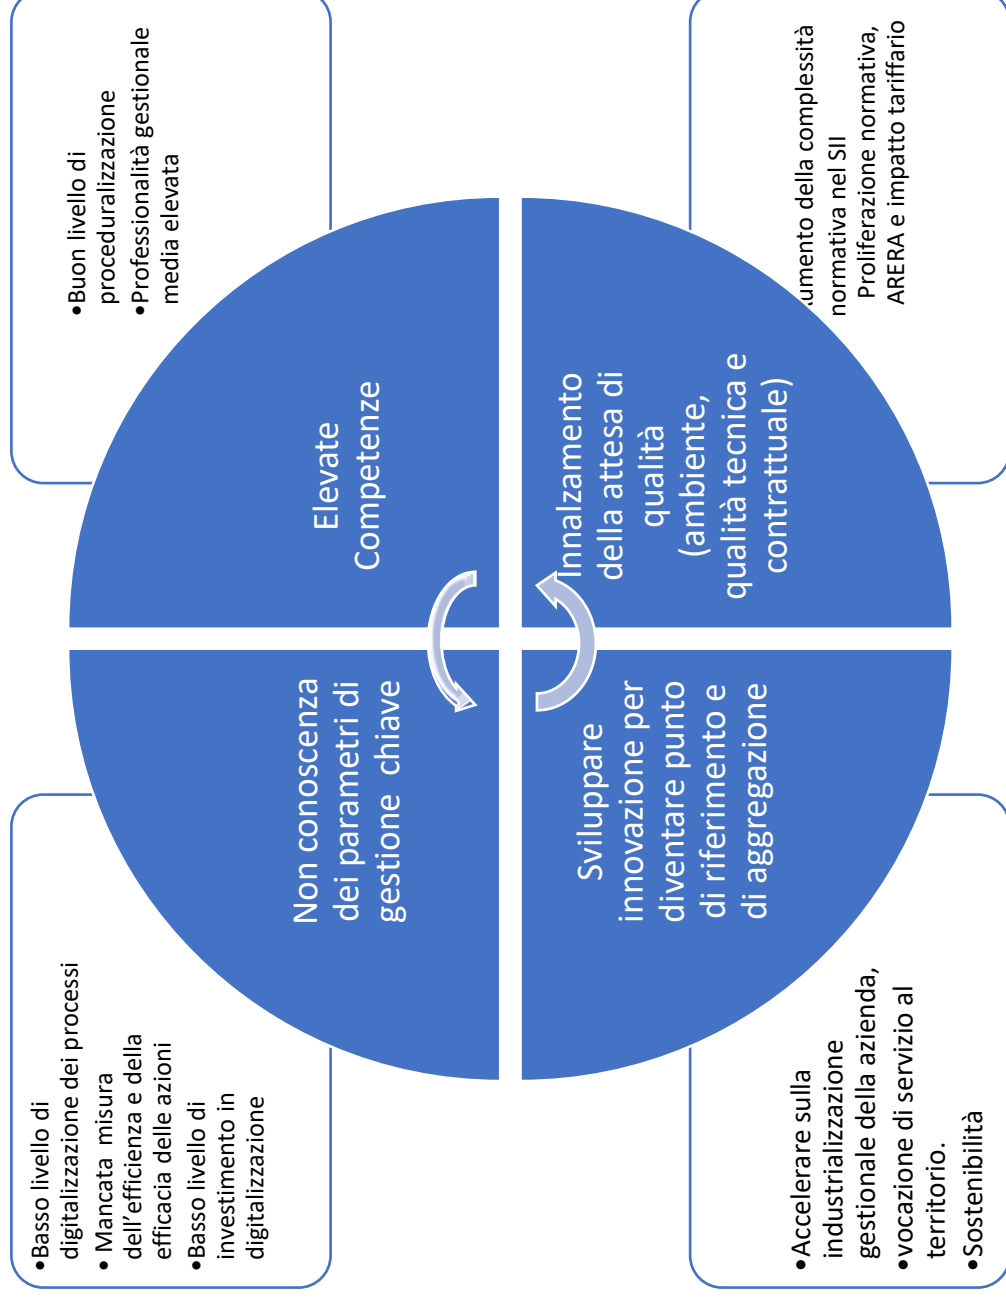 •Basso livello di
digitalizzazione dei processi
• Mancata misura
dell'efficienza e della
efficacia delle azioni
•Basso livello di
investimento in
digitalizzazione
•Buon livello di
proceduralizzazione
•Professionalità gestionale
media elevata
Non conoscenza
dei parametri di
gestione chiave
Elevate
Competenze
Sviluppare
innovazione per
diventare punto
di riferimento e
di aggregazione
Innalzamento
della attesa di
qualità
(ambiente,
qualità tecnica e
contrattuale)
•Accelerare sulla
industrializzazione
gestionale della azienda,
•vocazione di servizio al
territorio.
•Sostenibilità
umento della complessità
normativa nel SII
Proliferazione normativa,
ARERA e impatto tariffario